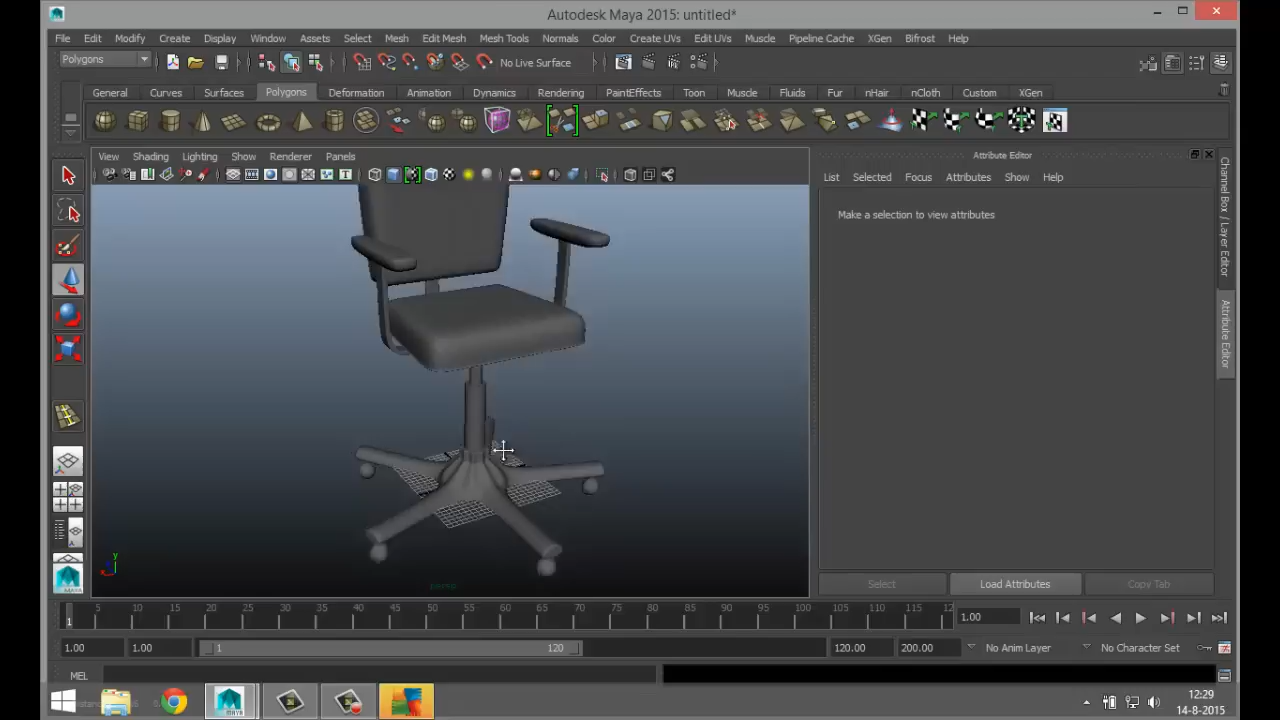 Autodesk Maya 2015: untitled*
File Edit Modify Create Display Window Assets Select Mesh Edit Mesh Mesh Tools Normals Color Create UVs Edit UVs Muscle Pipeline Cache XGen Bifrost Help
Polygons No Live Surface
General Curves Surfaces Polygons Deformation Animation Dynamics Rendering PaintEffects Toon Muscle Fluids Fur nHair nCloth Custom XGen
View Shading Lighting Show Renderer Panels
Attribute Editor
List Selected Focus Attributes Show Help
Make a selection to view attributes
Channel Box / Layer Editor
Attribute Editor
y
persp
Select Load Attributes Copy Tab
1 5 10 15 20 25 30 35 40 45 50 55 60 65 70 75 80 85 90 95 100 105 110 115 12
1.00
1.00 1.00 1 120 120.00 200.00 No Anim Layer No Character Set
MEL
MAYA
12:29
14-8-2015